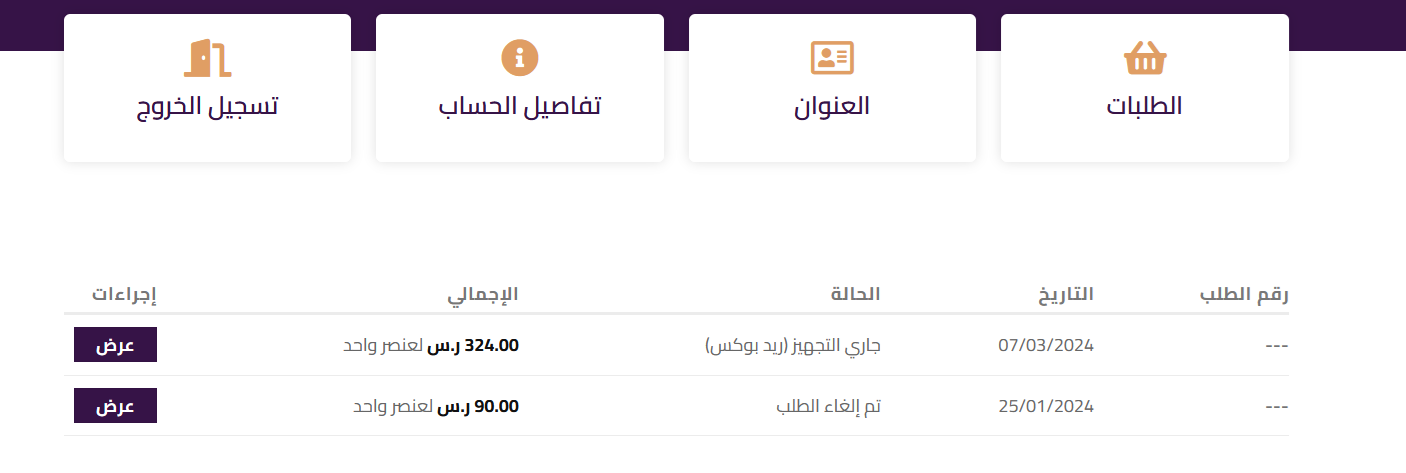 الطلبات
العنوان
تفاصيل الحساب
تسجيل الخروج
رقم الطلب التاريخ الحالة الإجمالي إجراءات
--- 07/03/2024 جاري التجهيز (ريد بوكس) 324.00 ر.س لعنصر واحد عرض
--- 25/01/2024 تم إلغاء الطلب 90.00 ر.س لعنصر واحد عرض